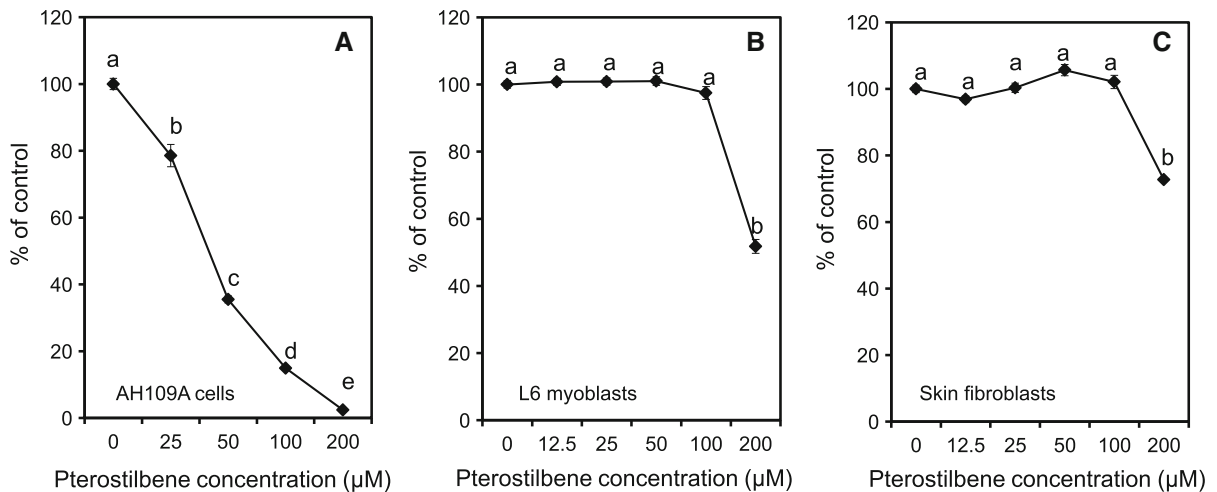 A
% of control
120
100
80
60
40
20
0
a
b
c
d
e
AH109A cells
0 25 50 100 200
Pterostilbene concentration (µM)
B
% of control
120
100
80
60
40
20
0
a a a a a
b
L6 myoblasts
0 12.5 25 50 100 200
Pterostilbene concentration (µM)
C
% of control
120
100
80
60
40
20
0
a a a a a
b
Skin fibroblasts
0 12.5 25 50 100 200
Pterostilbene concentration (µM)